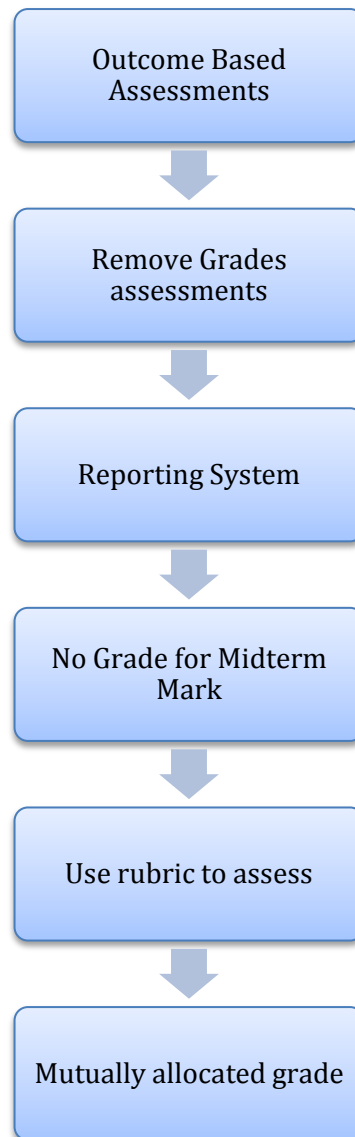 Outcome Based
Assessments
Remove Grades
assessments
Reporting System
No Grade for Midterm
Mark
Use rubric to assess
Mutually allocated grade